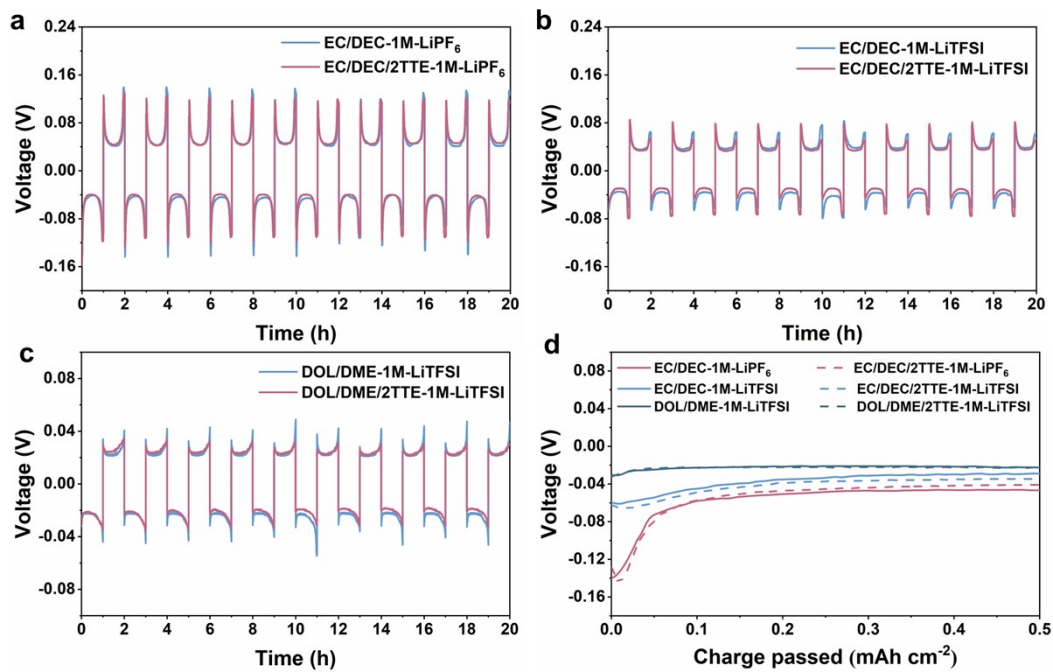 a
0.24
0.16
0.08
0.00
-0.08
-0.16
Voltage (V)
EC/DEC-1M-LiPF₆
EC/DEC/2TTE-1M-LiPF₆
0 2 4 6 8 10 12 14 16 18 20
Time (h)
b
0.24
0.16
0.08
0.00
-0.08
-0.16
Voltage (V)
EC/DEC-1M-LiTFSI
EC/DEC/2TTE-1M-LiTFSI
0 2 4 6 8 10 12 14 16 18 20
Time (h)
c
0.08
0.04
0.00
-0.04
-0.08
Voltage (V)
DOL/DME-1M-LiTFSI
DOL/DME/2TTE-1M-LiTFSI
0 2 4 6 8 10 12 14 16 18 20
Time (h)
d
0.08
0.04
0.00
-0.04
-0.08
-0.12
-0.16
Voltage (V)
EC/DEC-1M-LiPF₆ EC/DEC/2TTE-1M-LiPF₆
EC/DEC-1M-LiTFSI EC/DEC/2TTE-1M-LiTFSI
DOL/DME-1M-LiTFSI DOL/DME/2TTE-1M-LiTFSI
0.0 0.1 0.2 0.3 0.4 0.5
Charge passed (mAh cm⁻²)